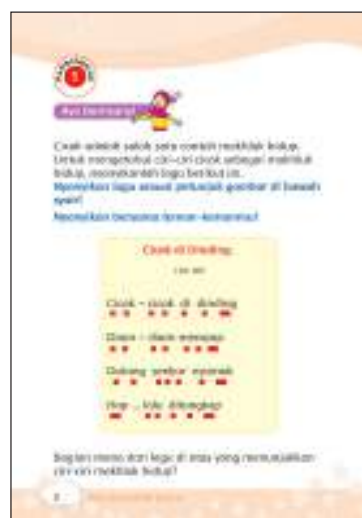 1
Ayo Bernyanyi
Cicak adalah salah satu contoh makhluk hidup.
Untuk mengetahui ciri-ciri cicak sebagai makhluk
hidup, nyanyikanlah lagu berikut ini.
Nyanyikan lagu sesuai petunjuk gambar di bawah
Nyanyikan bersama teman-temanmu!
Cicak di Dinding
Cicak - cicak di dinding
Diam - diam merayap
Datang seekor nyamuk
Hap .. lalu ditangkap
Bagian mana dari lagu di atas yang menunjukkan
ciri-ciri makhluk hidup?